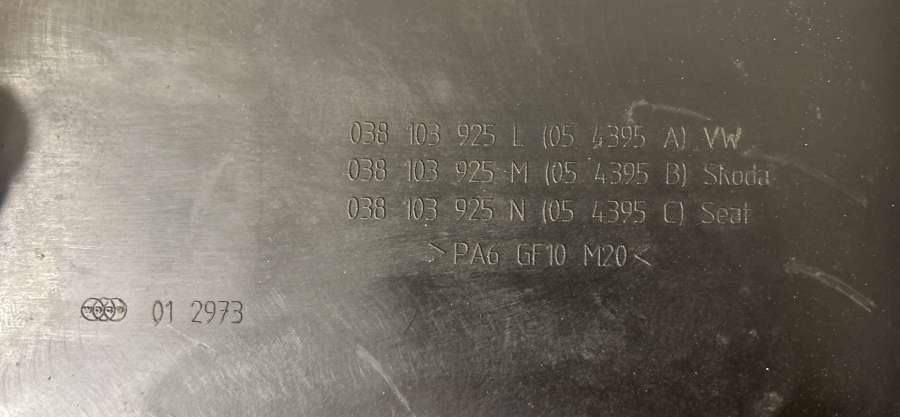 038 103 925 L (05 4395 A) VW
038 103 925 M (05 4395 B) Skoda
038 103 925 N (05 4395 C) Seat
>PA6 GF10 M20<
01 2973